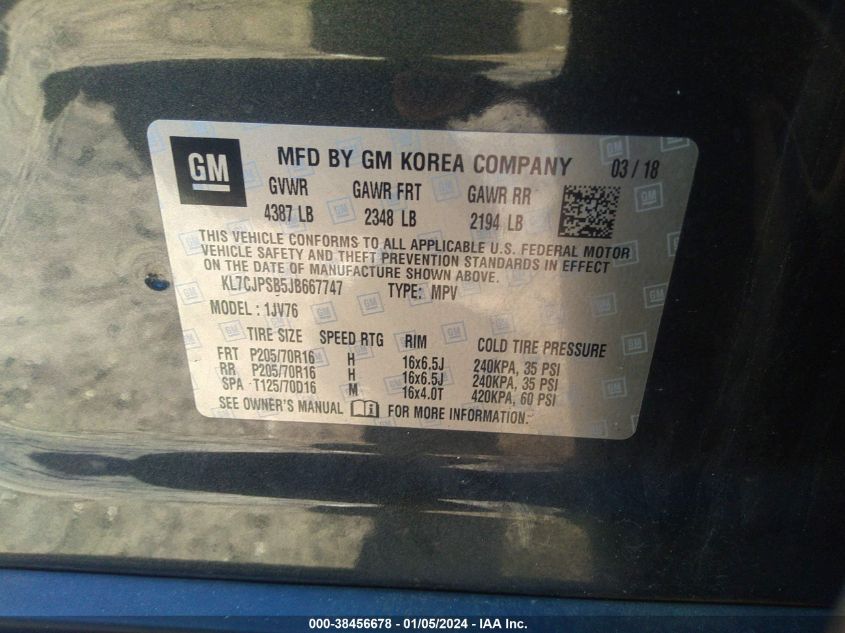 GM MFD BY GM KOREA COMPANY 03 / 18
GVWR GAWR FRT GAWR RR
4387 LB 2348 LB 2194 LB
THIS VEHICLE CONFORMS TO ALL APPLICABLE U.S. FEDERAL MOTOR
VEHICLE SAFETY AND THEFT PREVENTION STANDARDS IN EFFECT
ON THE DATE OF MANUFACTURE SHOWN ABOVE.
KL7CJPSB5JB667747 TYPE: MPV
MODEL : 1JV76
TIRE SIZE SPEED RTG RIM COLD TIRE PRESSURE
FRT P205/70R16 H 16x6.5J 240KPA, 35 PSI
RR P205/70R16 H 16x6.5J 240KPA, 35 PSI
SPA T125/70D16 M 16x4.0T 420KPA, 60 PSI
SEE OWNER'S MANUAL FOR MORE INFORMATION.
000-38456678 - 01/05/2024 - IAA Inc.